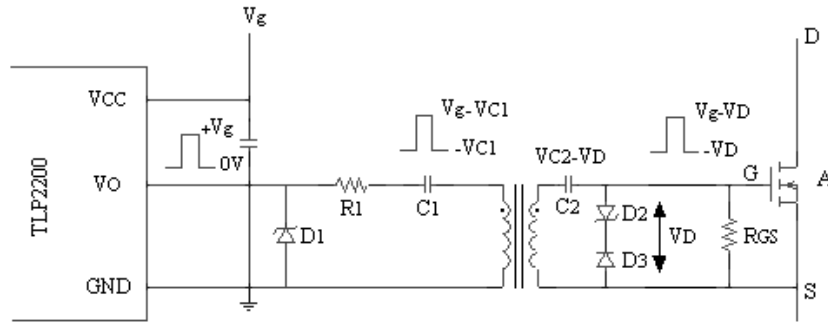 Vg
D
VCC
+Vg
0V
Vg-VC1
-VC1
VC2-VD
Vg-VD
-VD
TLP2200
VO
G
A
R1
C1
C2
D1
D2
D3
VD
RGS
GND
S